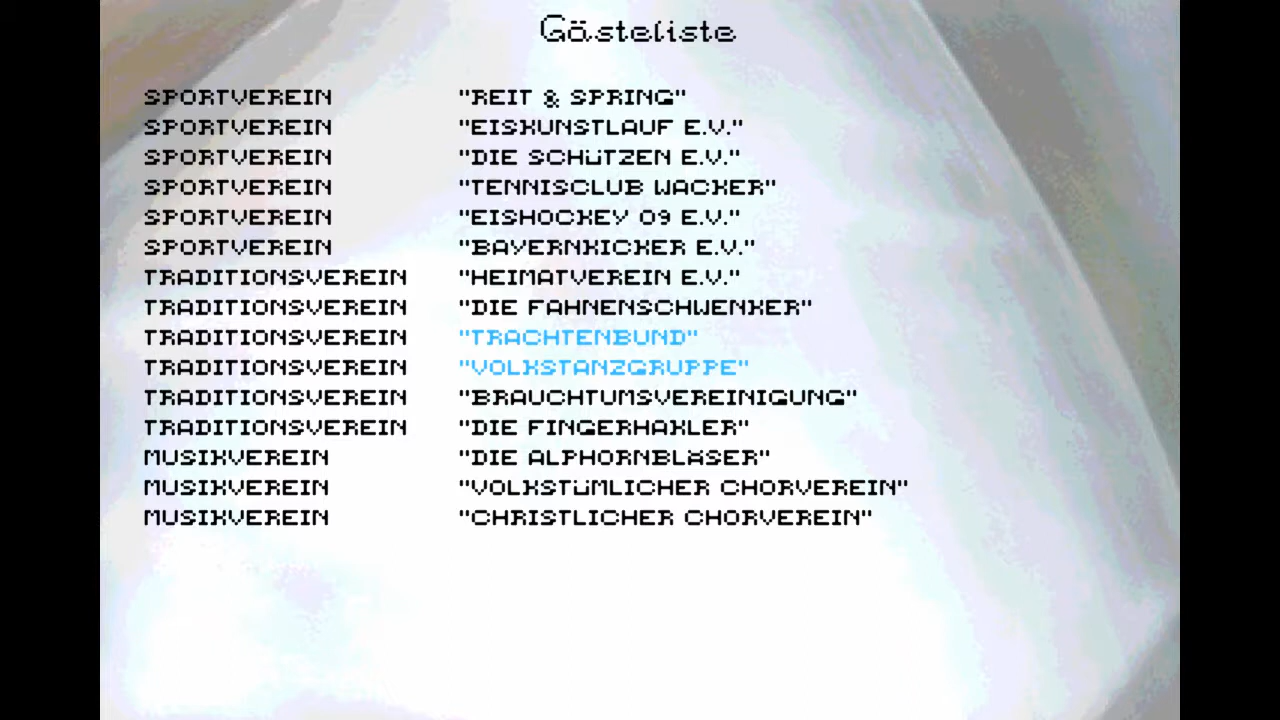 Gästeliste
SPORTVEREIN "REIT & SPRING"
SPORTVEREIN "EISKUNSTLAUF E.V."
SPORTVEREIN "DIE SCHÜTZEN E.V."
SPORTVEREIN "TENNISCLUB WACKER"
SPORTVEREIN "EISHOCKEY 09 E.V."
SPORTVEREIN "BAYERNKICKER E.V."
TRADITIONSVEREIN "HEIMATVEREIN E.V."
TRADITIONSVEREIN "DIE FAHNENSCHWENKER"
TRADITIONSVEREIN "TRACHTENBUND"
TRADITIONSVEREIN "VOLKSTANZGRUPPE"
TRADITIONSVEREIN "BRAUCHTUMSVEREINIGUNG"
TRADITIONSVEREIN "DIE FINGERHAKLER"
MUSIKVEREIN "DIE ALPHORNBLÄSER"
MUSIKVEREIN "VOLKSTÜMLICHER CHORVEREIN"
MUSIKVEREIN "CHRISTLICHER CHORVEREIN"